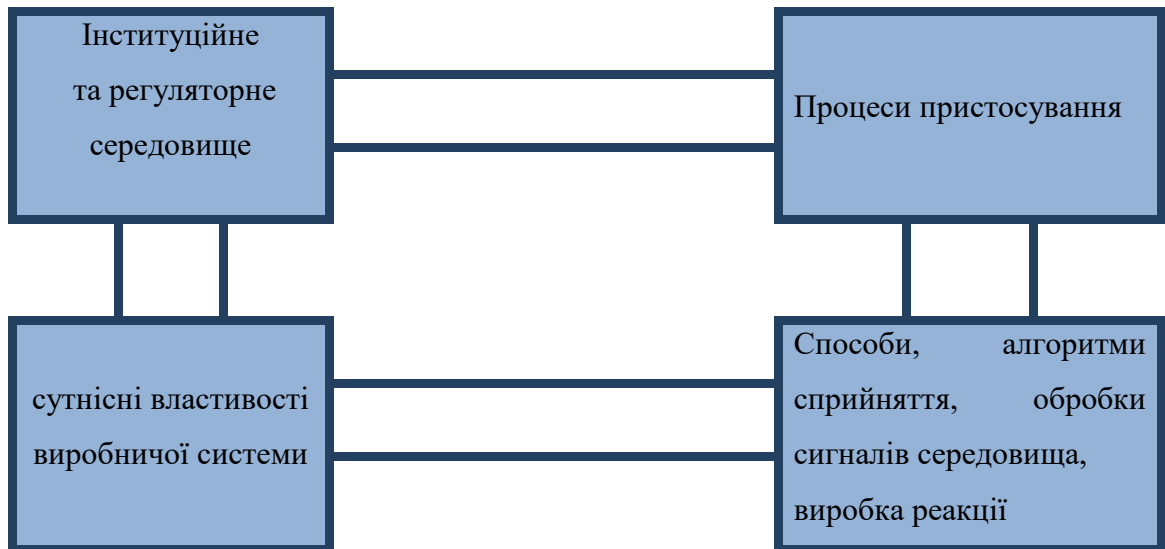 Інституційне
та регуляторне
середовище
Процеси пристосування
сутнісні властивості
виробничої системи
Способи, алгоритми
сприйняття, обробки
сигналів середовища,
виробка реакції